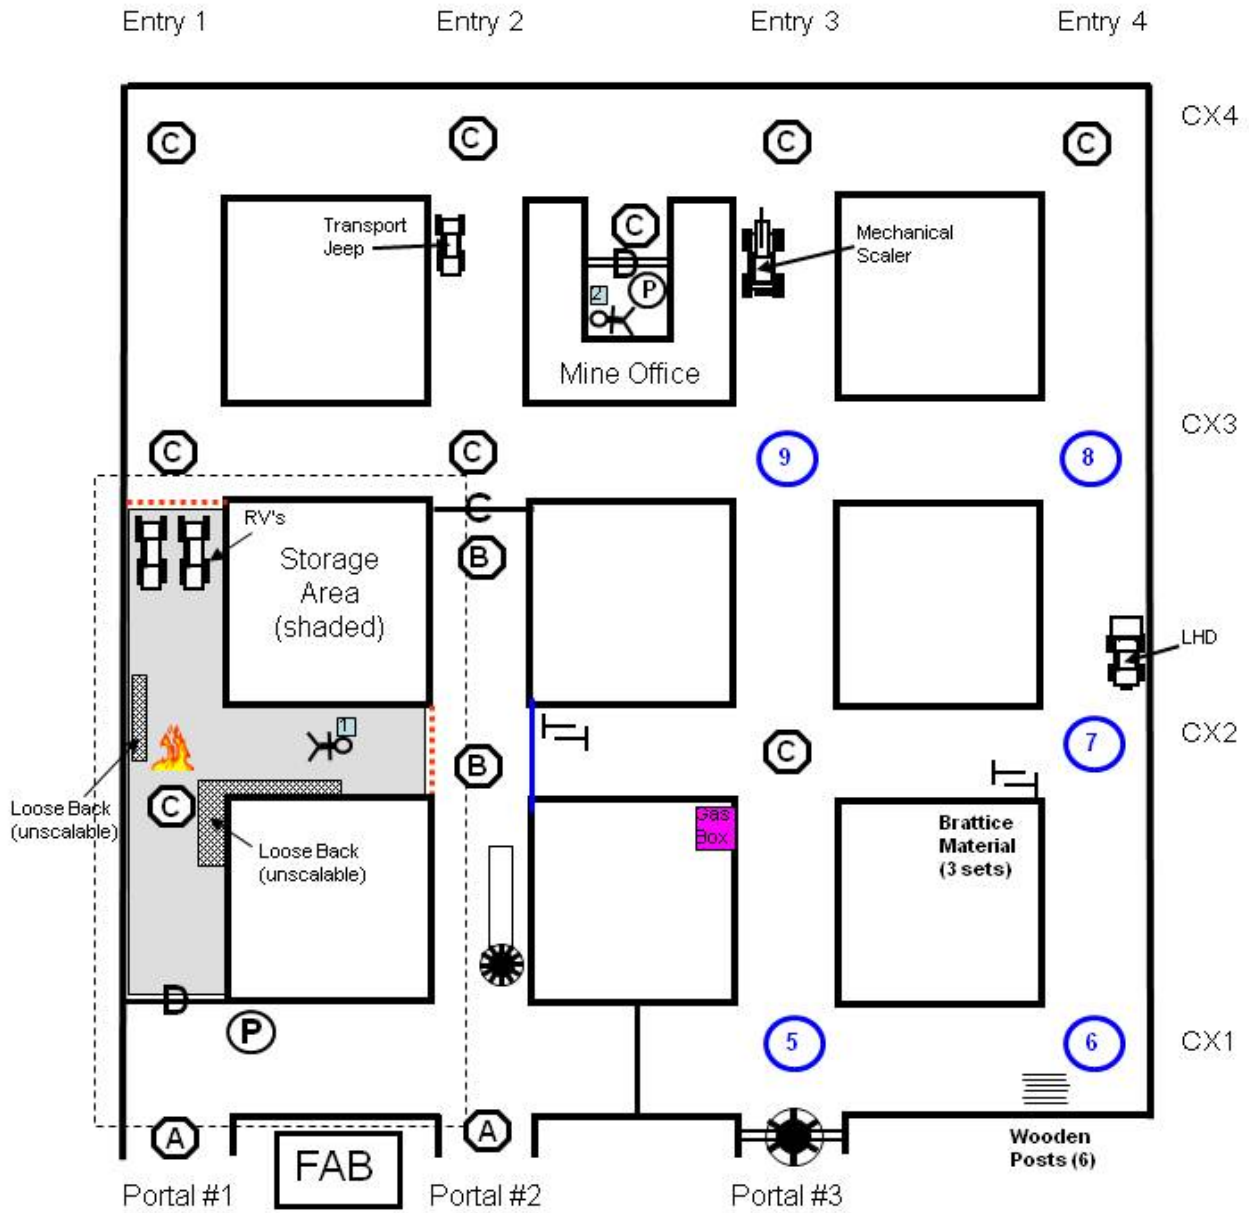 Entry 1
Entry 2
Entry 3
Entry 4
CX4
C
C
C
C
Transport
Jeep
C
D
2
P
Mine Office
Mechanical
Scaler
CX3
C
C
9
8
C
RV's
B
Storage
Area
(shaded)
LHD
1
CX2
B
C
7
Loose Back
(unscalable)
C
Loose Back
(unscalable)
Gas
Box
Brattice
Material
(3 sets)
D
P
5
6
CX1
A
A
FAB
Wooden
Posts (6)
Portal #1
Portal #2
Portal #3